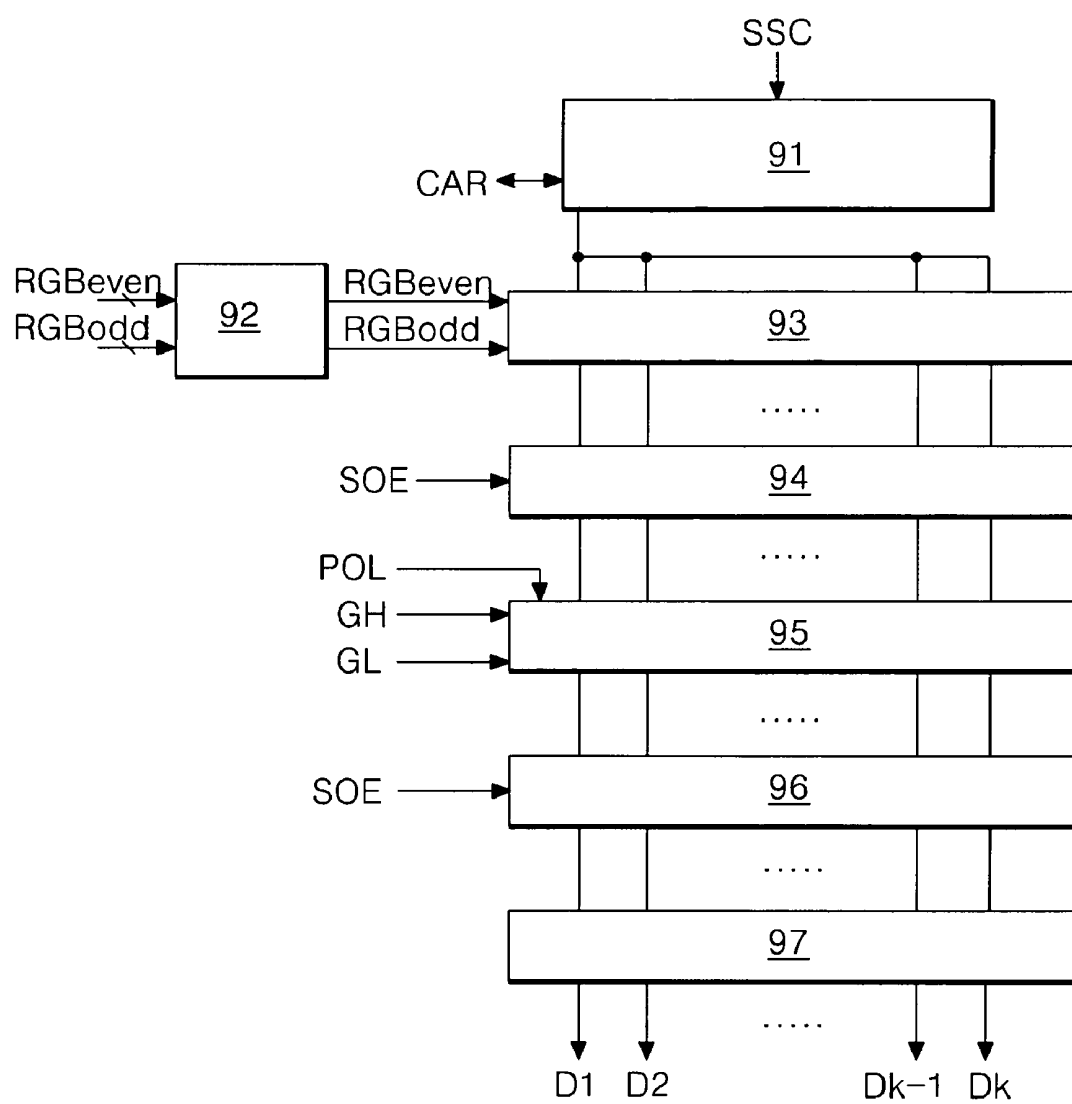 SSC
91
CAR
RGBeven
RGBodd
92
RGBeven
RGBodd
93
.....
SOE
94
.....
POL
GH
GL
95
.....
SOE
96
.....
97
.....
D1 D2 Dk-1 Dk